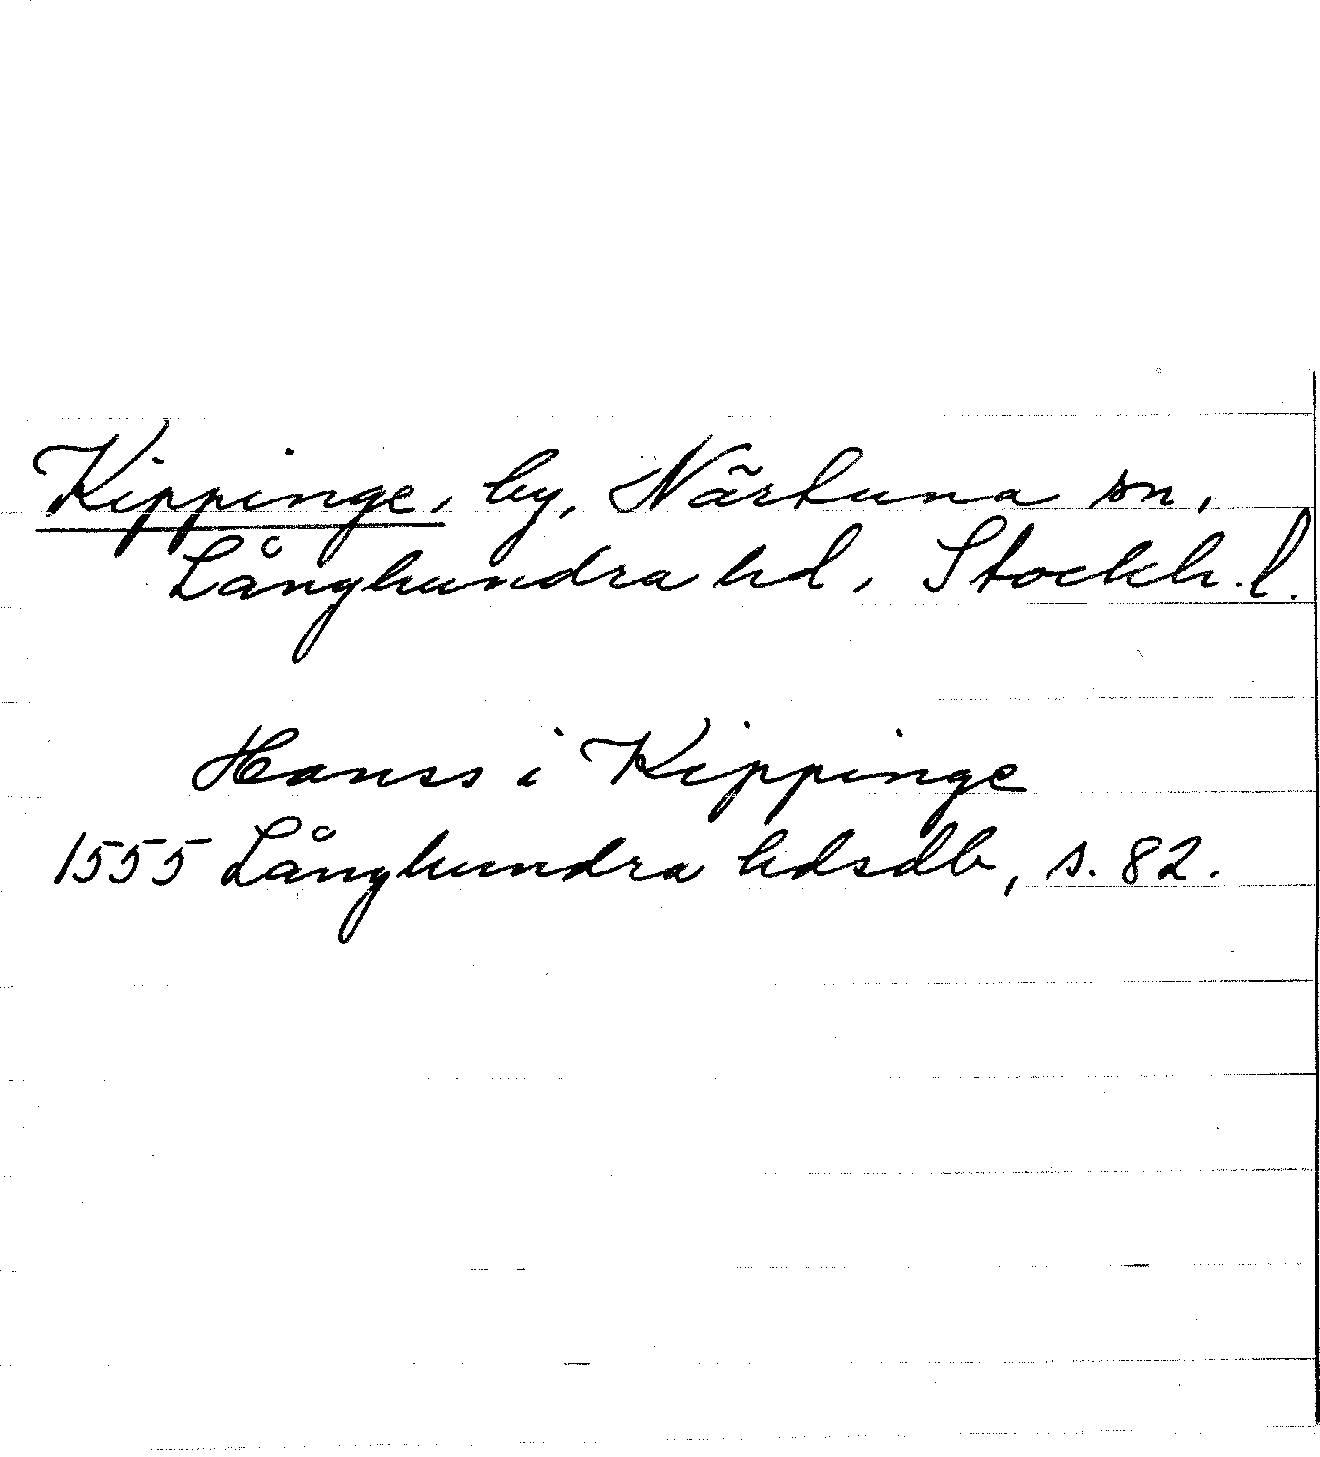 Kippinge, by, Närtuna sn,
Långhundra hd, Stockh. l.
Hanss i Kippinge
1555 Långhundra hdsdb, s. 82.